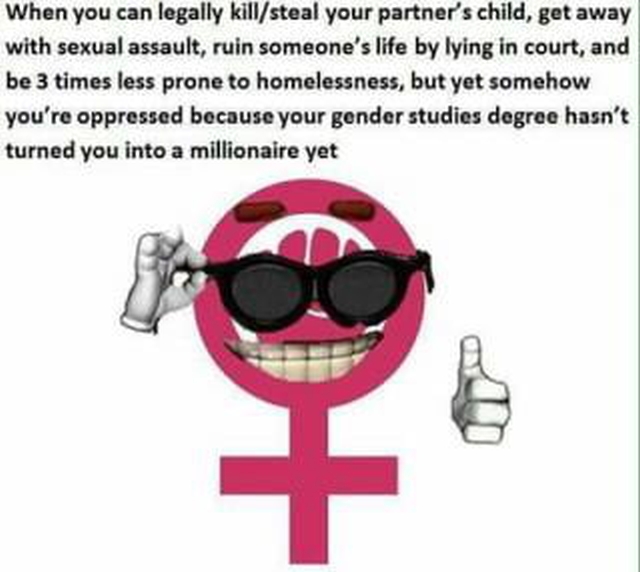 When you can legally kill/steal your partner's child, get away
with sexual assault, ruin someone's life by lying in court, and
be 3 times less prone to homelessness, but yet somehow
you're oppressed because your gender studies degree hasn't
turned you into a millionaire yet